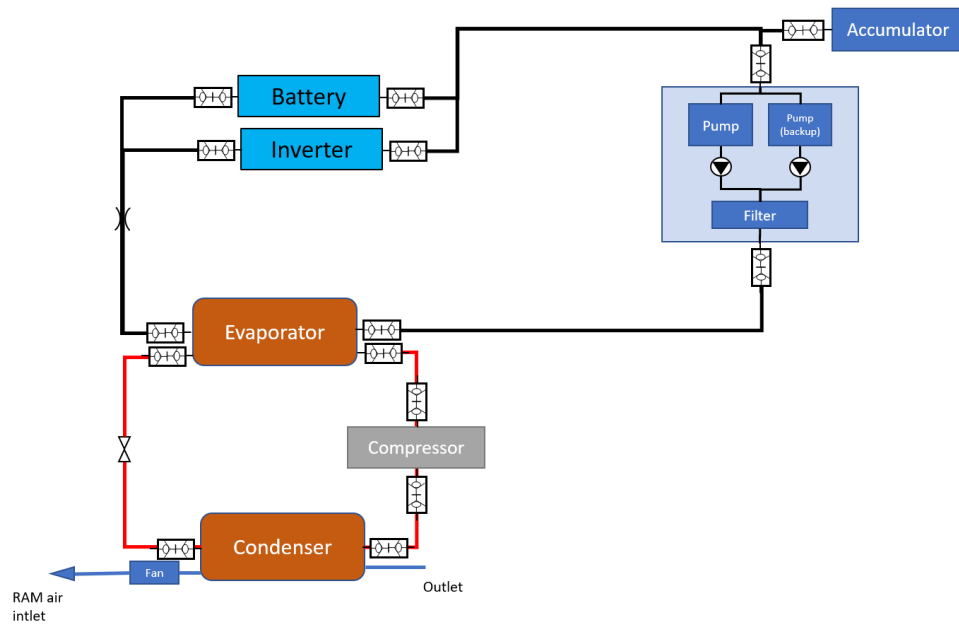 Accumulator
Battery
Pump
Pump
(backup)
Inverter
Filter
Evaporator
Compressor
Condenser
Fan
Outlet
RAM air
intlet